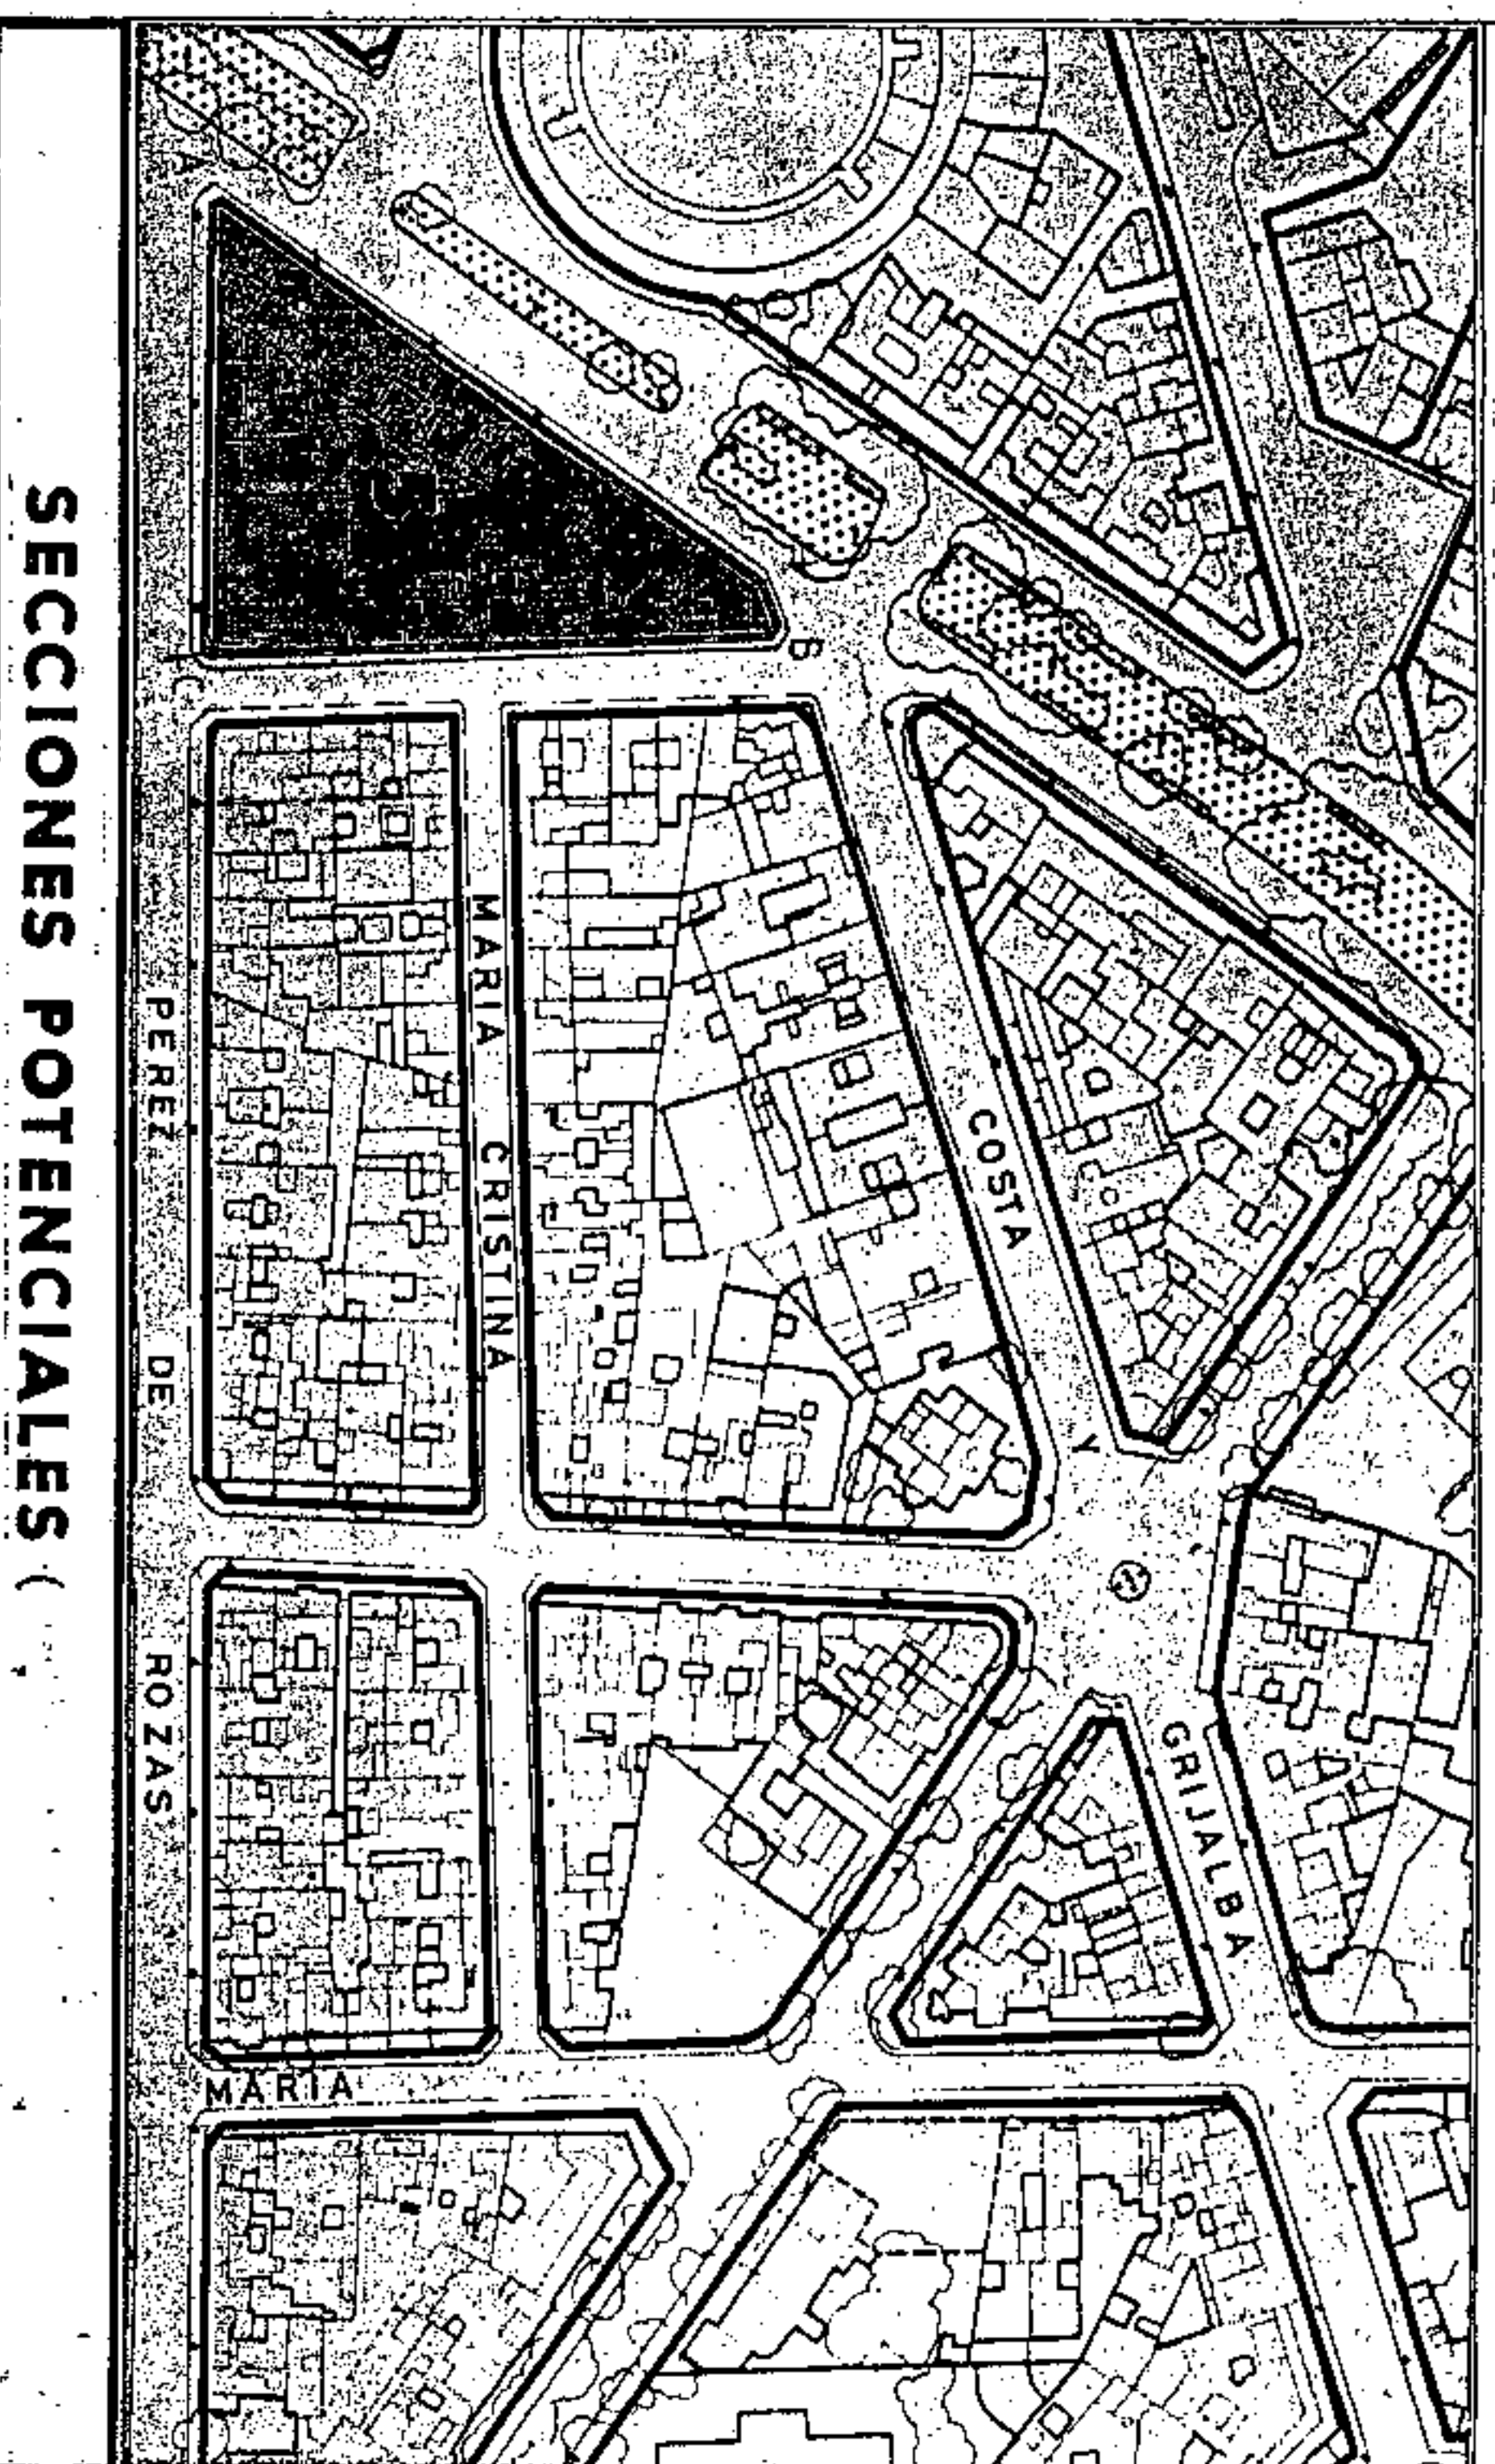 SECCIONES POTENCIALES (
A
B
C
PEREZ DE ROZAS
MARIA CRISTINA
COSTA Y GRIJALBA
MARIA